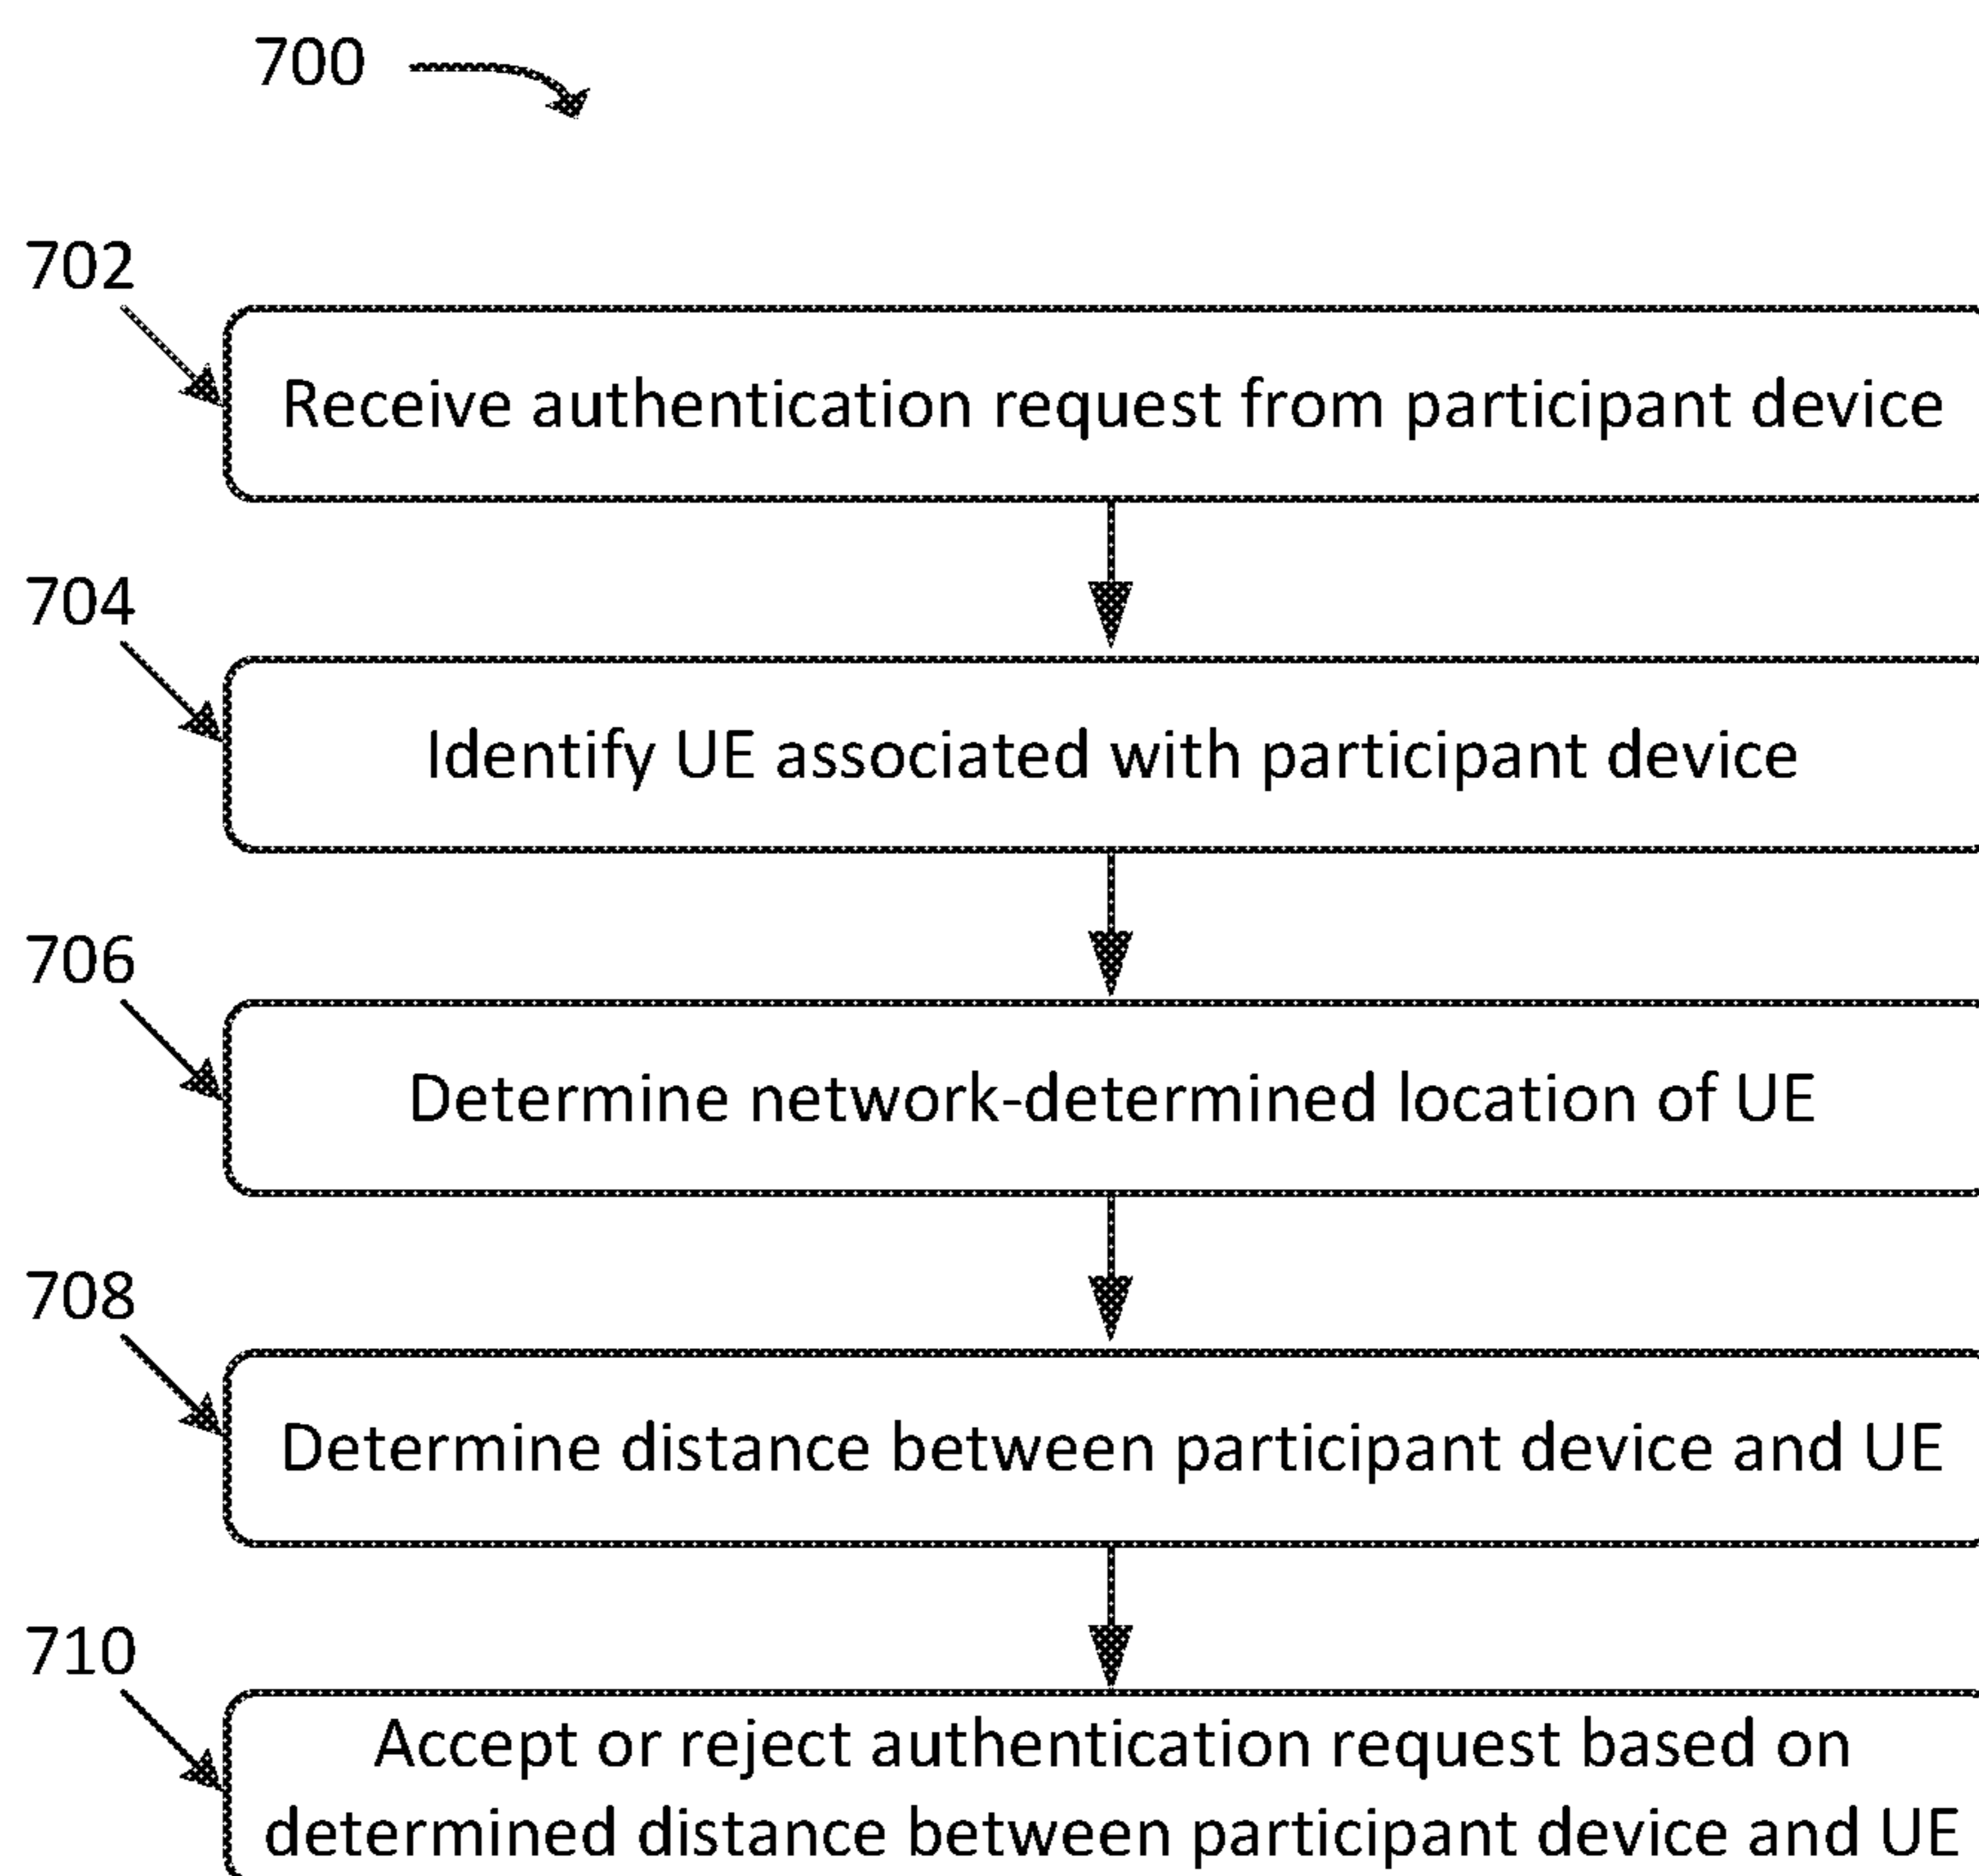 700
702
Receive authentication request from participant device
704
Identify UE associated with participant device
706
Determine network-determined location of UE
708
Determine distance between participant device and UE
710
Accept or reject authentication request based on
determined distance between participant device and UE